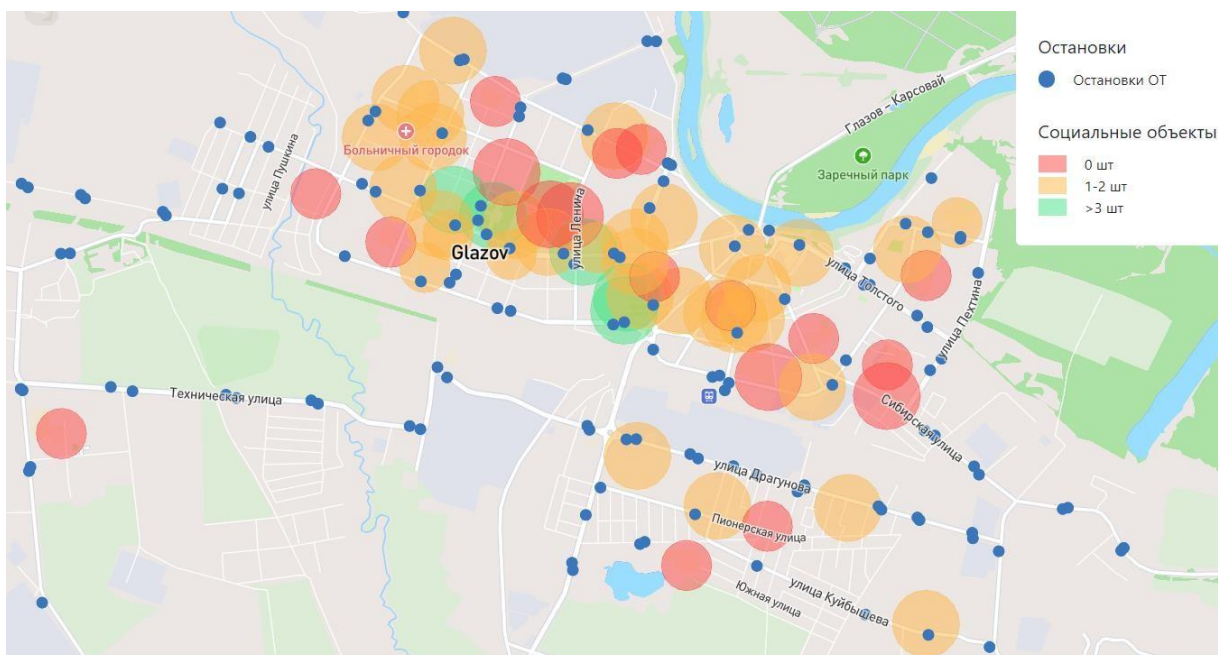 Остановки
Остановки ОТ
Социальные объекты
0 шт
1-2 шт
>3 шт
Глазов – Карсовай
Заречный парк
Больничный городок
улица Пушкина
улица Ленина
Glazov
улица Толстого
улица Пехтина
Техническая улица
Сибирская улица
улица Драгунова
Пионерская улица
Южная улица
улица Куйбышева